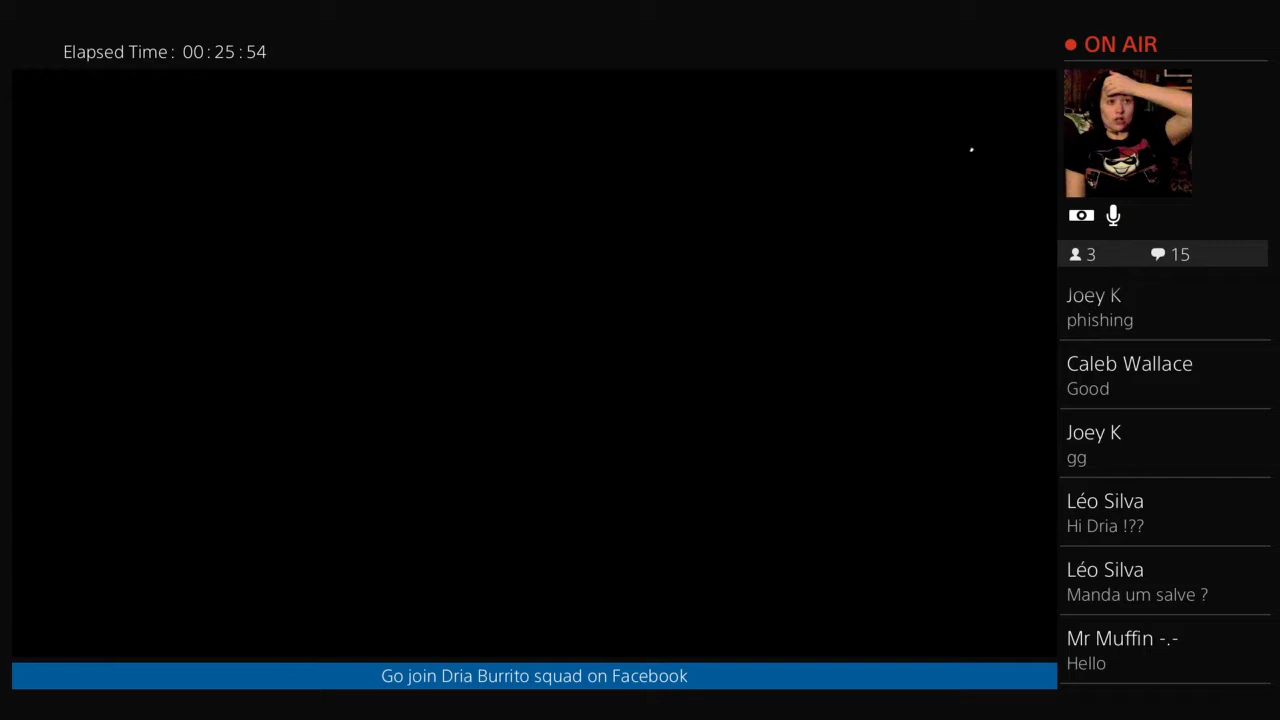 Elapsed Time: 00:25:54
ON AIR
3 15
Joey K
phishing
Caleb Wallace
Good
Joey K
gg
Léo Silva
Hi Dria !??
Léo Silva
Manda um salve ?
Mr Muffin -.-
Hello
Go join Dria Burrito squad on Facebook